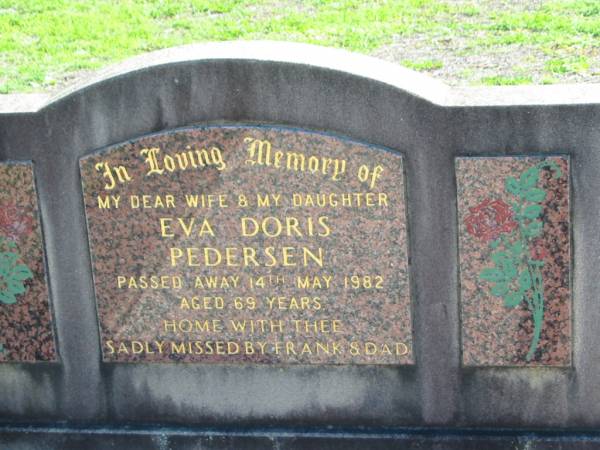 In Loving Memory of
MY DEAR WIFE & MY DAUGHTER
EVA DORIS
PEDERSEN
PASSED AWAY 14TH MAY 1982
AGED 69 YEARS
HOME WITH THEE
SADLY MISSED BY FRANK & DAD